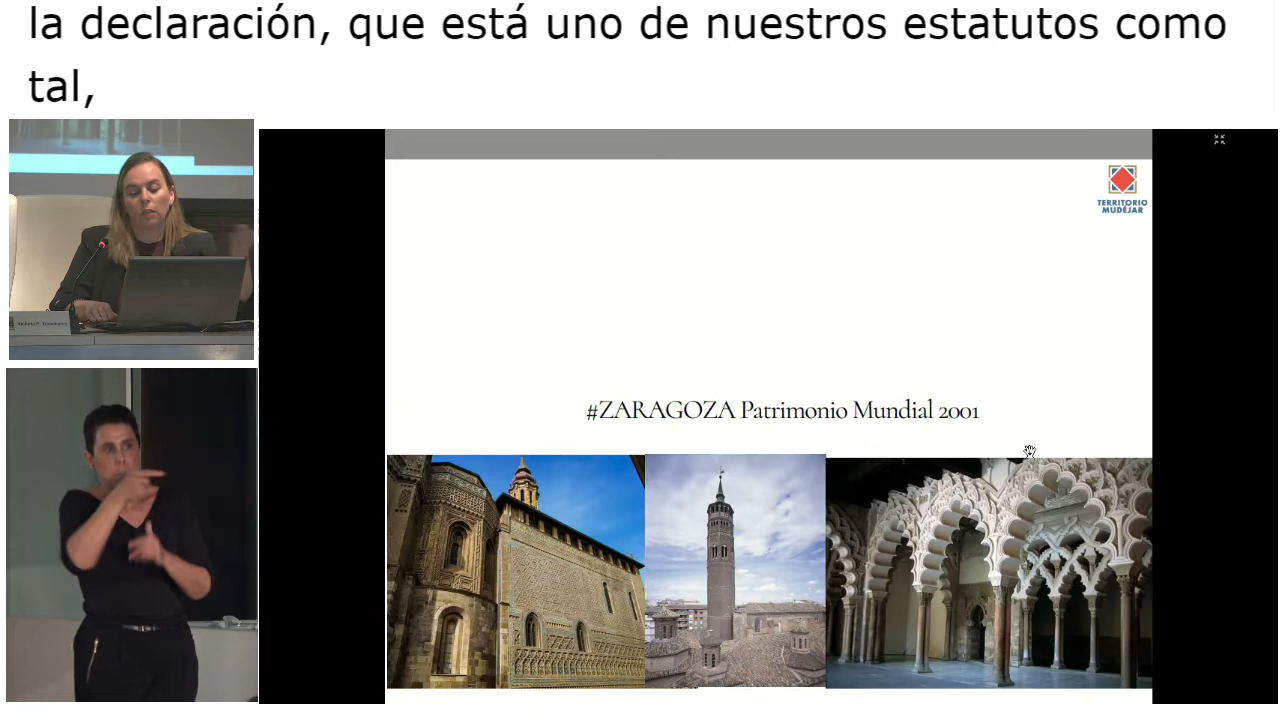 la declaración, que está uno de nuestros estatutos como
tal,
TERRITORIO
MUDÉJAR
#ZARAGOZA Patrimonio Mundial 2001